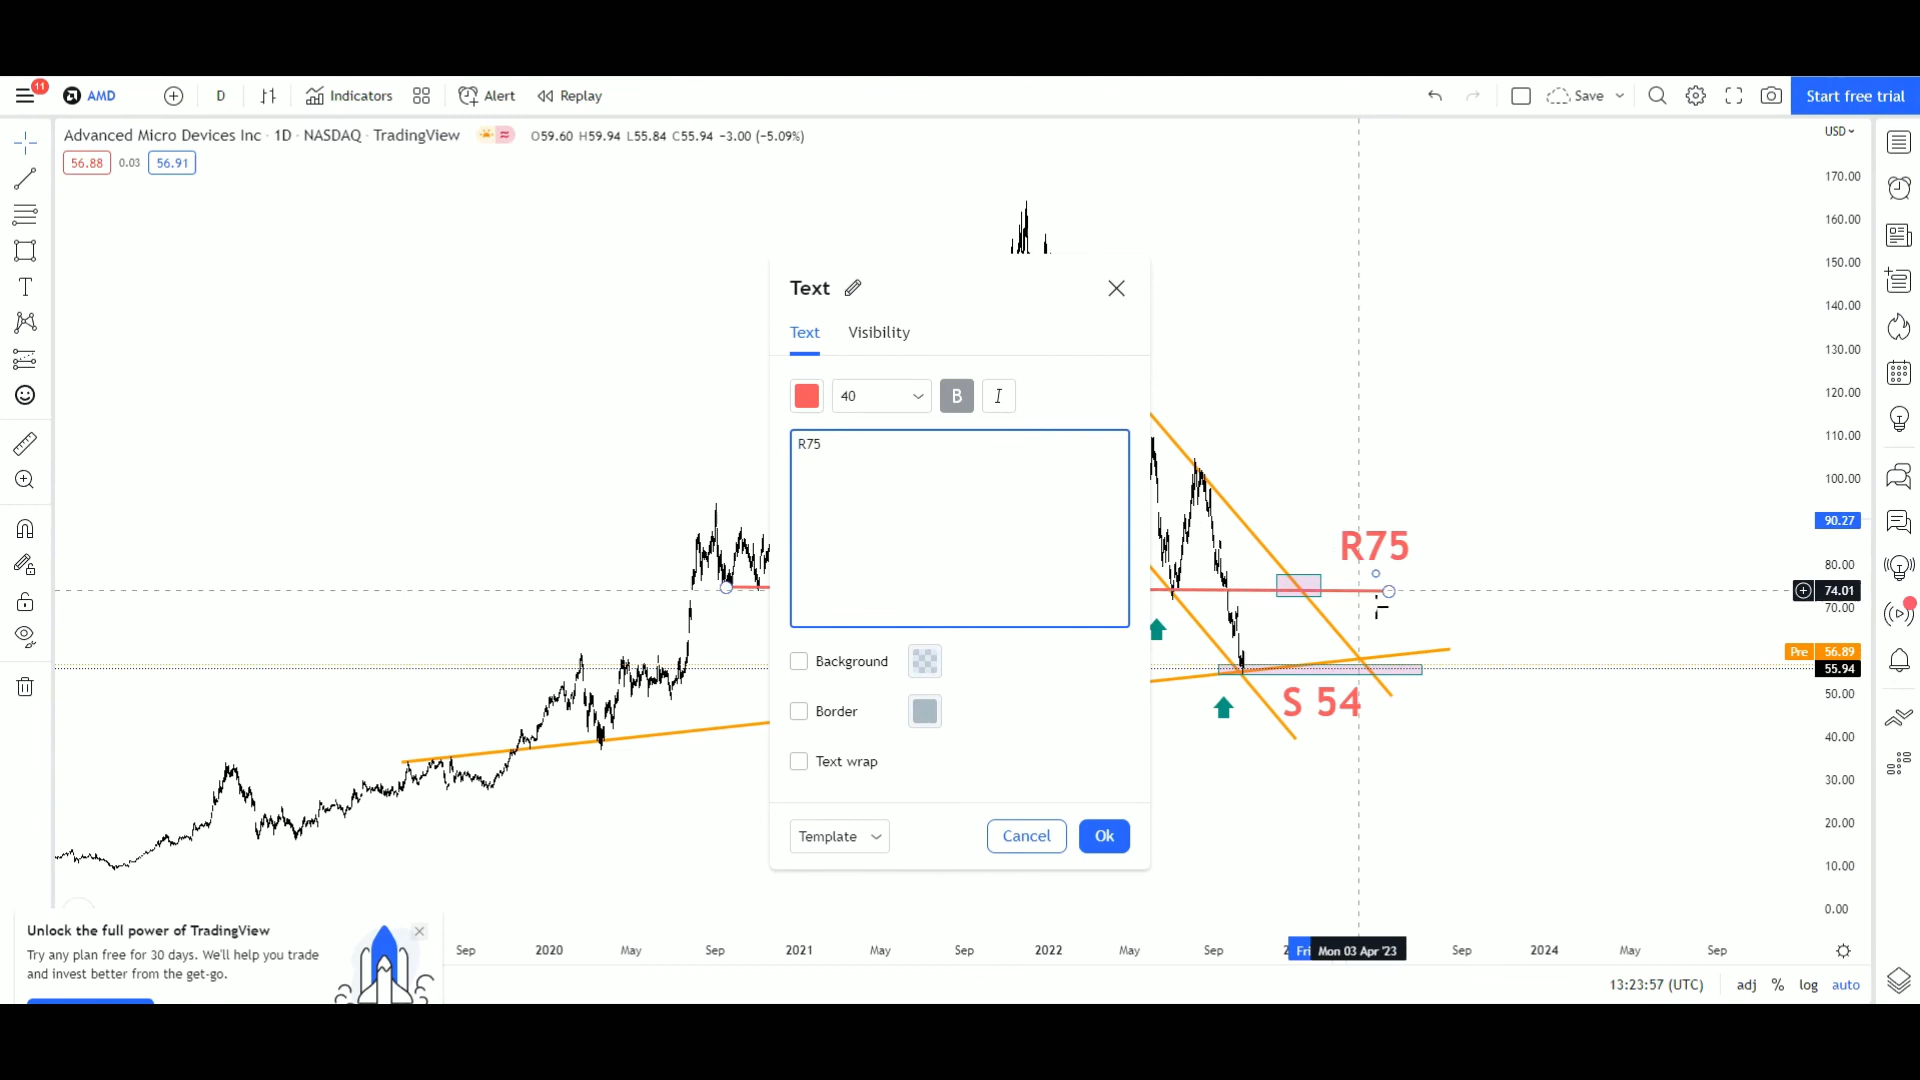 11
AMD
D
Indicators
Alert
Replay
Save
Start free trial
Advanced Micro Devices Inc · 1D · NASDAQ · TradingView
O59.60 H59.94 L55.84 C55.94 −3.00 (−5.09%)
USD
56.88
0.03
56.91
170.00
160.00
150.00
140.00
130.00
120.00
110.00
100.00
90.27
80.00
74.01
70.00
Pre 56.89
55.94
50.00
40.00
30.00
20.00
10.00
0.00
Text
Text
Visibility
40
B
I
R75
Background
Border
Text wrap
Template
Cancel
Ok
R75
S 54
Unlock the full power of TradingView
Try any plan free for 30 days. We'll help you trade
and invest better from the get-go.
Sep
2020
May
Sep
2021
May
Sep
2022
May
Sep
Fri
Mon 03 Apr '23
Sep
2024
May
Sep
13:23:57 (UTC)
adj
%
log
auto